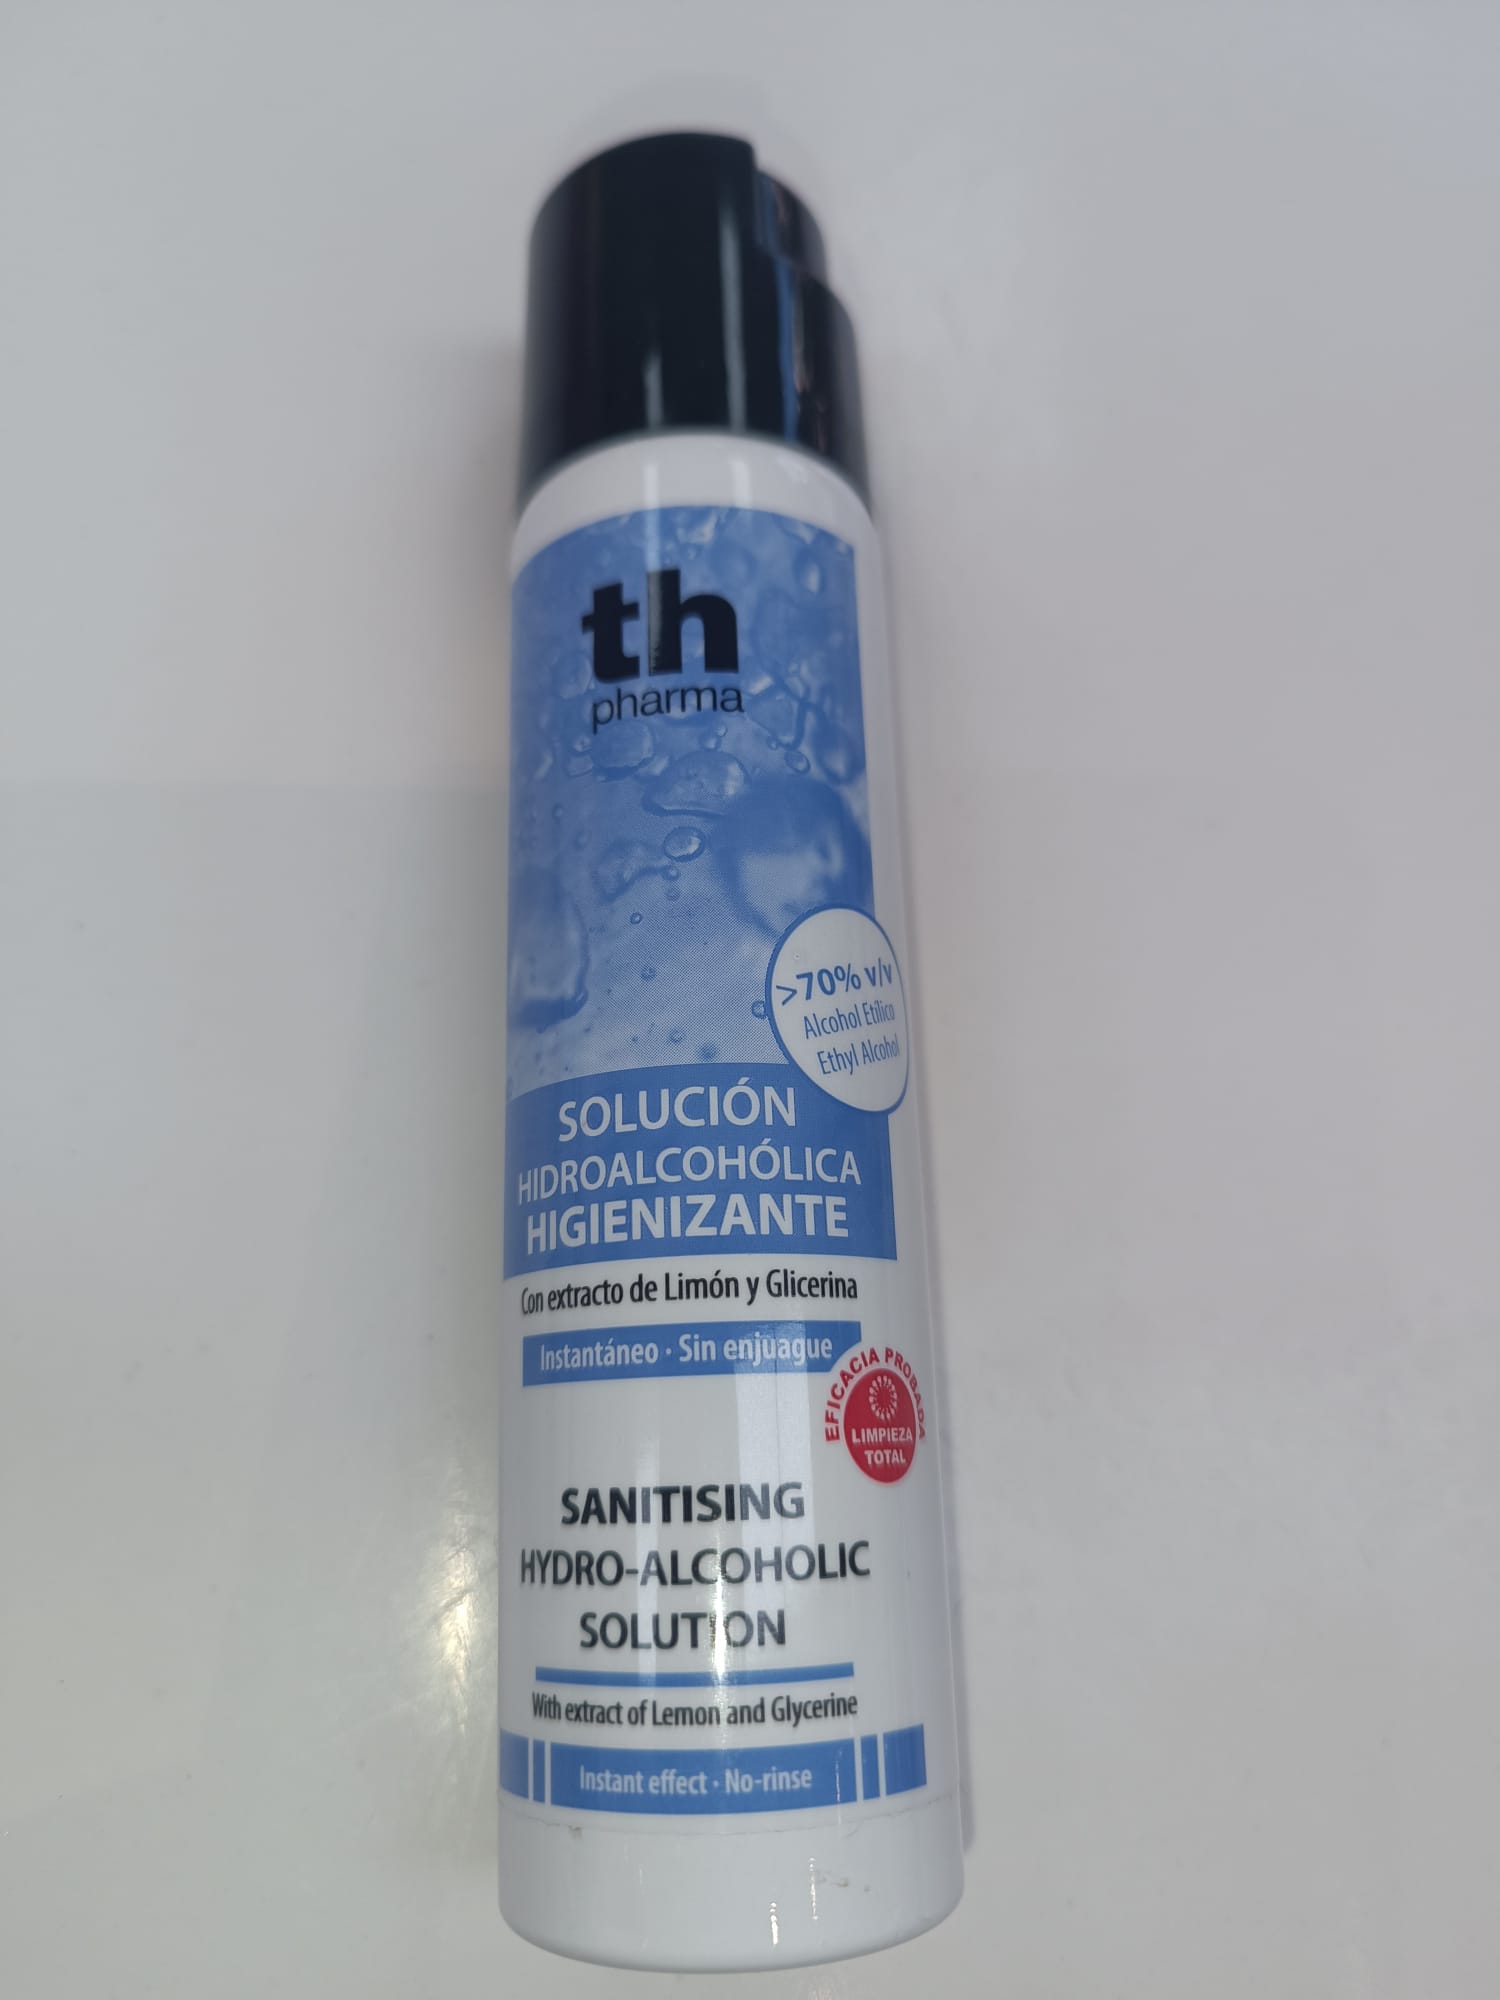 th
pharma
>70% v/v
Alcohol Etílico
Ethyl Alcohol
SOLUCIÓN
HIDROALCOHÓLICA
HIGIENIZANTE
Con extracto de Limón y Glicerina
Instantáneo · Sin enjuague
EFICACIA PROBADA
LIMPIEZA
TOTAL
SANITISING
HYDRO-ALCOHOLIC
SOLUTION
With extract of Lemon and Glycerine
Instant effect · No-rinse